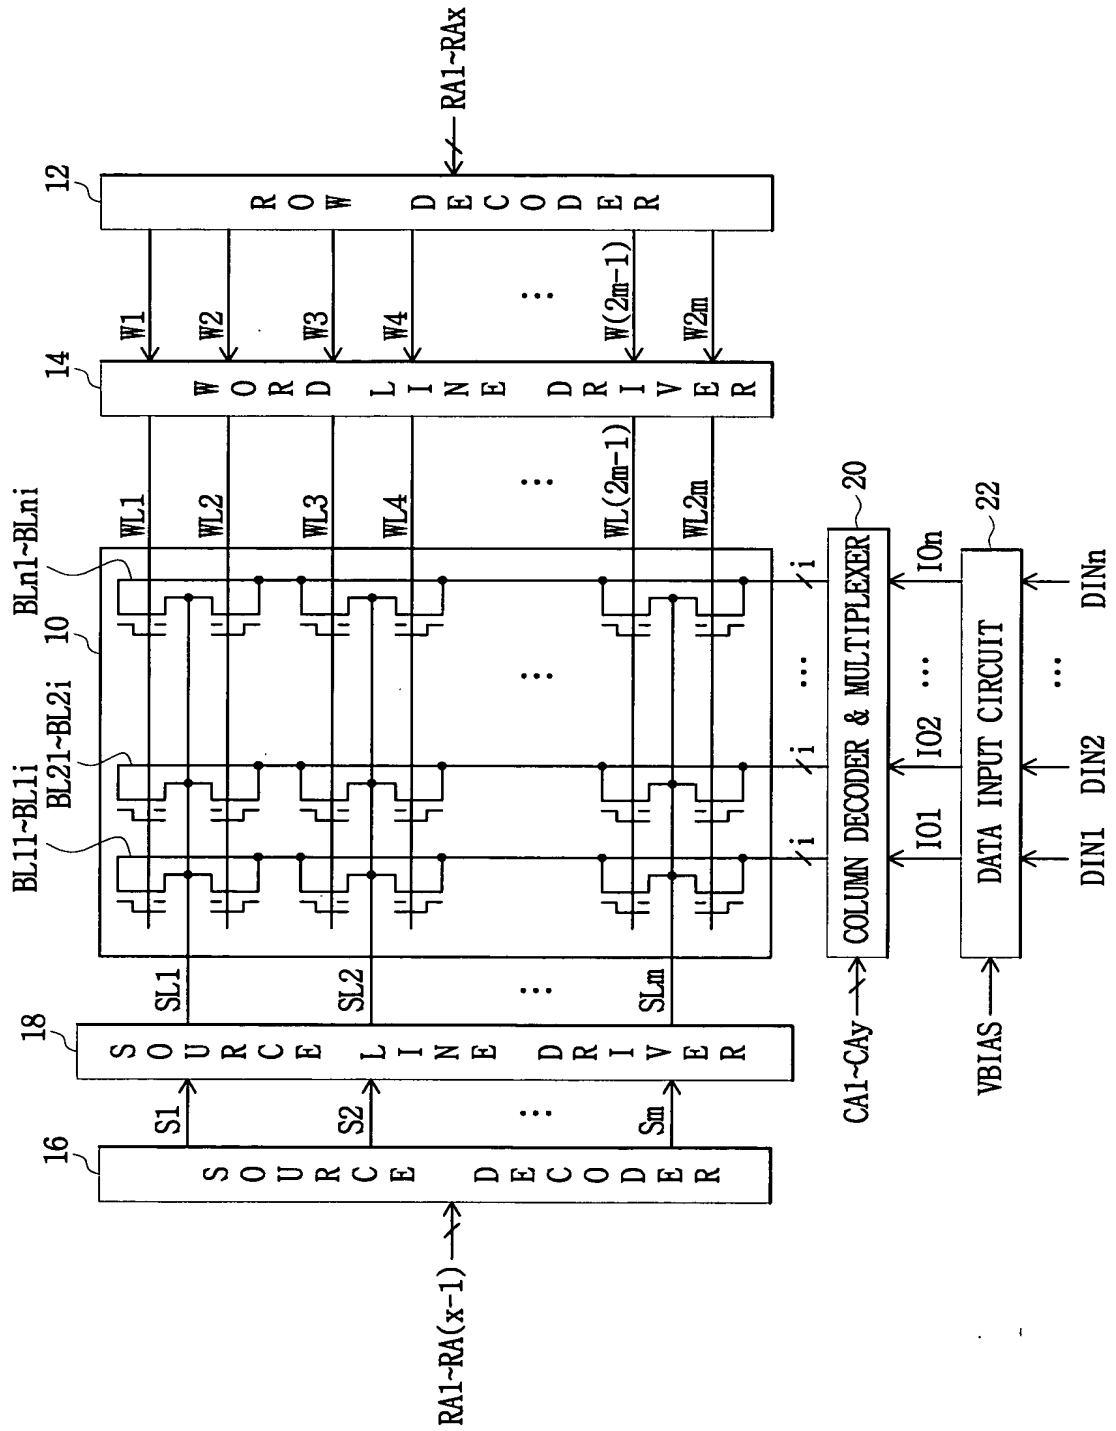 12
ROW DECODER
RA1~RAx
W1
W2
W3
W4
...
W(2m-1)
W2m
14
WORD LINE DRIVER
WL1
WL2
WL3
WL4
...
WL(2m-1)
WL2m
BLn1~BLni
10
BL21~BL2i
BL11~BL1i
...
SL1
SL2
...
SLm
18
SOURCE LINE DRIVER
S1
S2
...
Sm
16
SOURCE DECODER
RA1~RA(x-1)
i
i
...
i
20
COLUMN DECODER & MULTIPLEXER
CA1~CAy
IO1
IO2
...
IOn
22
DATA INPUT CIRCUIT
VBIAS
DIN1
DIN2
...
DINn